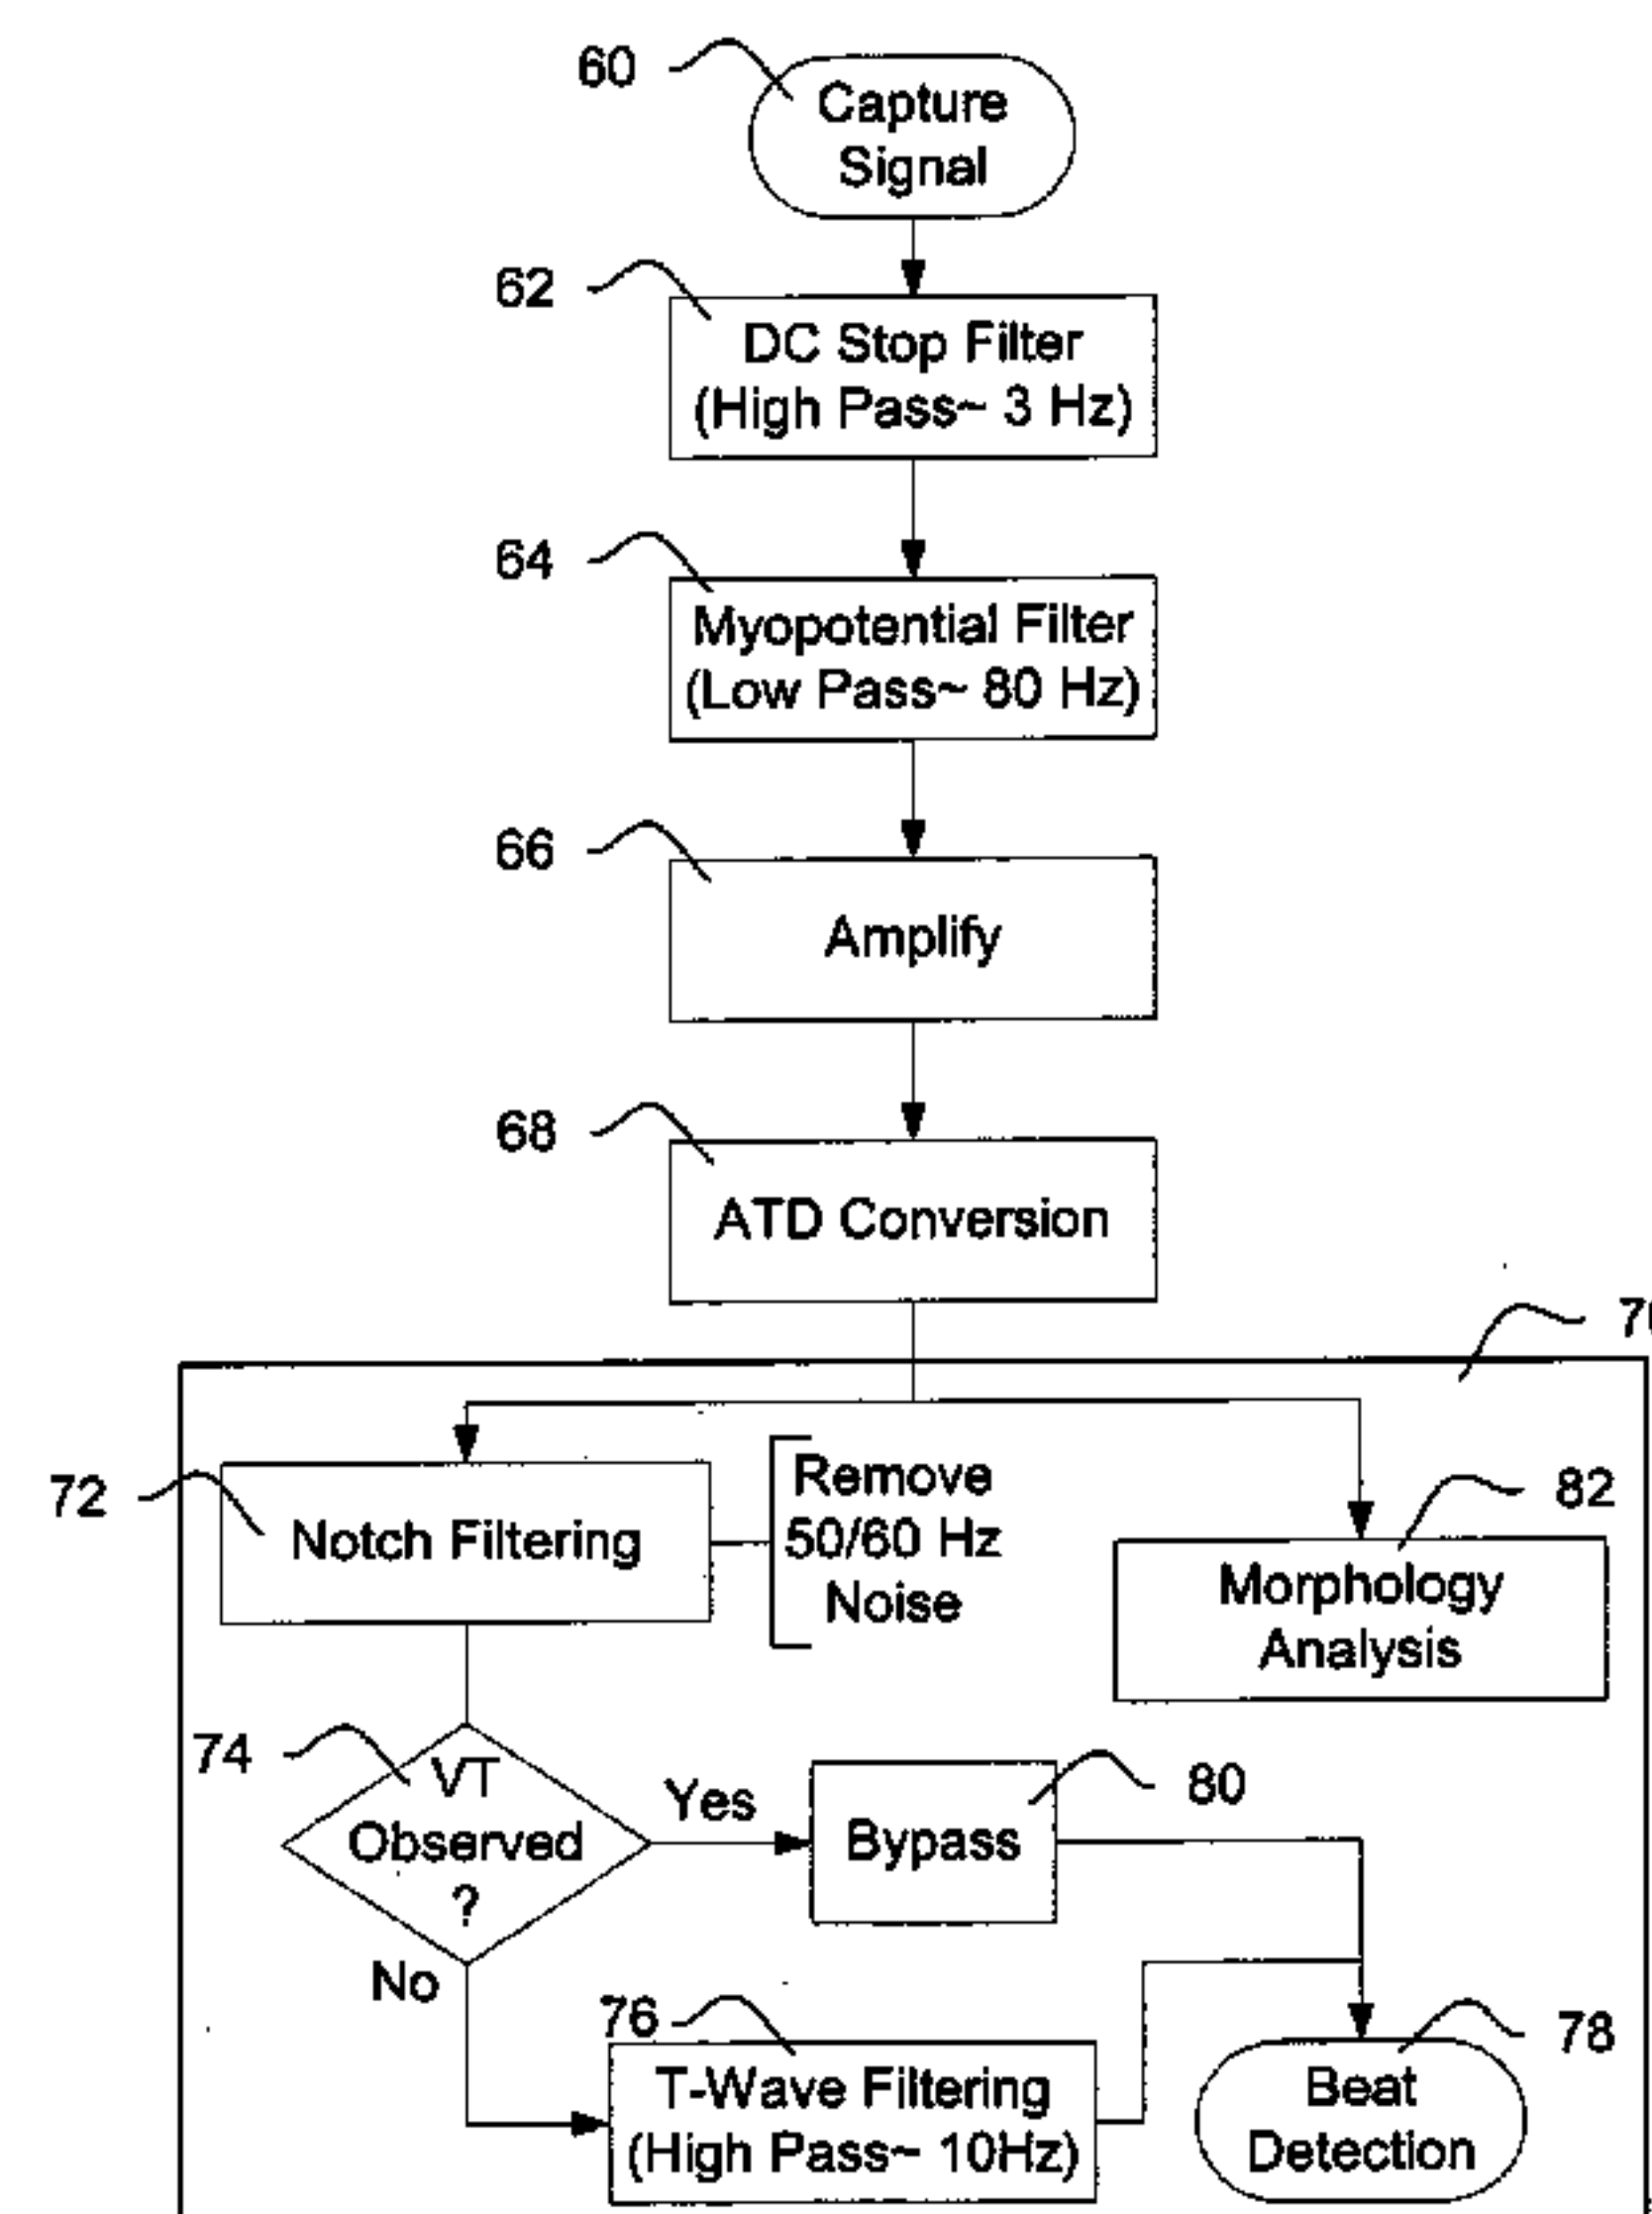 60
Capture
Signal
62
DC Stop Filter
(High Pass~ 3 Hz)
64
Myopotential Filter
(Low Pass~ 80 Hz)
66
Amplify
68
ATD Conversion
72
Notch Filtering
Remove
50/60 Hz
Noise
82
Morphology
Analysis
74
VT
Observed
?
Yes
80
Bypass
No
76
T-Wave Filtering
(High Pass~ 10Hz)
78
Beat
Detection